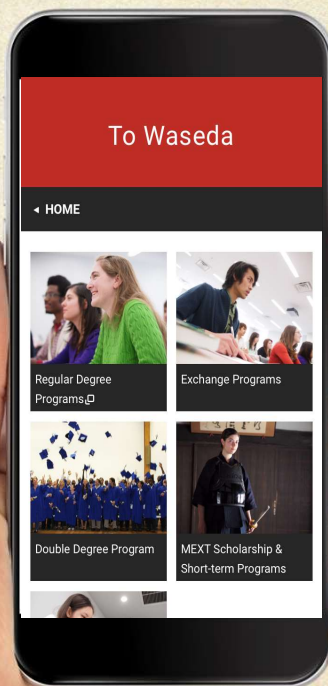 To Waseda
◂ HOME
Regular Degree
Programs
Exchange Programs
Double Degree Program
MEXT Scholarship &
Short-term Programs